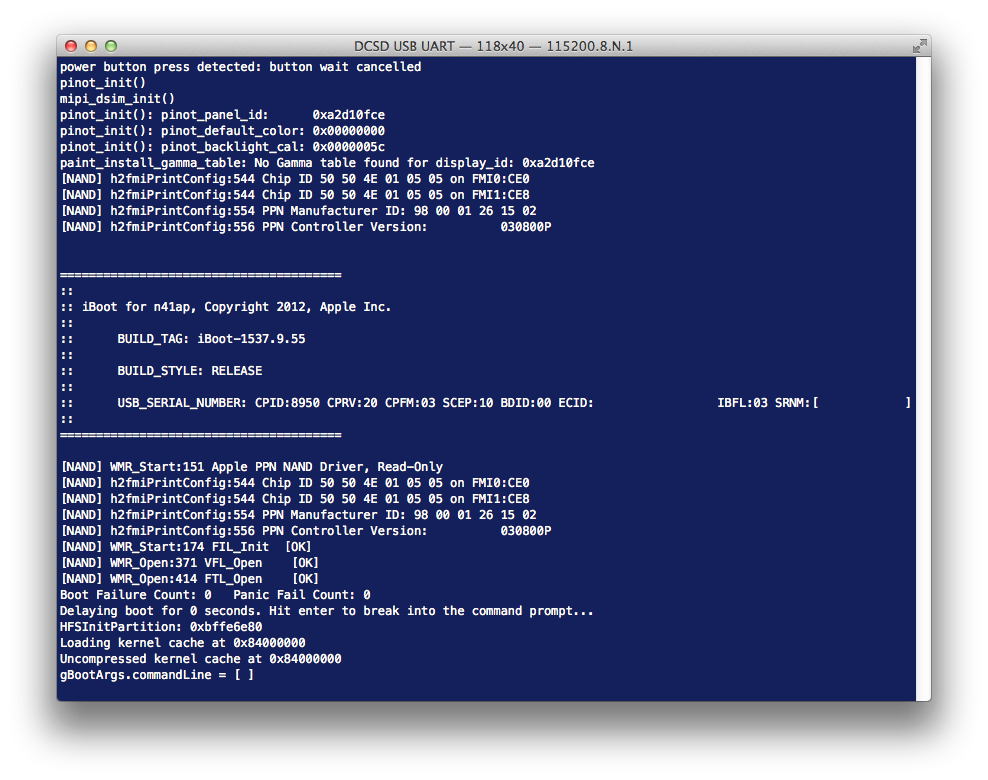 DCSD USB UART — 118x40 — 115200.8.N.1
power button press detected: button wait cancelled
pinot_init()
mipi_dsim_init()
pinot_init(): pinot_panel_id:      0xa2d10fce
pinot_init(): pinot_default_color: 0x00000000
pinot_init(): pinot_backlight_cal: 0x0000005c
paint_install_gamma_table: No Gamma table found for display_id: 0xa2d10fce
[NAND] h2fmiPrintConfig:544 Chip ID 50 50 4E 01 05 05 on FMI0:CE0
[NAND] h2fmiPrintConfig:544 Chip ID 50 50 4E 01 05 05 on FMI1:CE8
[NAND] h2fmiPrintConfig:554 PPN Manufacturer ID: 98 00 01 26 15 02
[NAND] h2fmiPrintConfig:556 PPN Controller Version:          030800P
=======================================
::
:: iBoot for n41ap, Copyright 2012, Apple Inc.
::
::      BUILD_TAG: iBoot-1537.9.55
::
::      BUILD_STYLE: RELEASE
::
::      USB_SERIAL_NUMBER: CPID:8950 CPRV:20 CPFM:03 SCEP:10 BDID:00 ECID:                 IBFL:03 SRNM:[            ]
::
=======================================
[NAND] WMR_Start:151 Apple PPN NAND Driver, Read-Only
[NAND] h2fmiPrintConfig:544 Chip ID 50 50 4E 01 05 05 on FMI0:CE0
[NAND] h2fmiPrintConfig:544 Chip ID 50 50 4E 01 05 05 on FMI1:CE8
[NAND] h2fmiPrintConfig:554 PPN Manufacturer ID: 98 00 01 26 15 02
[NAND] h2fmiPrintConfig:556 PPN Controller Version:          030800P
[NAND] WMR_Start:174 FIL_Init  [OK]
[NAND] WMR_Open:371 VFL_Open    [OK]
[NAND] WMR_Open:414 FTL_Open    [OK]
Boot Failure Count: 0   Panic Fail Count: 0
Delaying boot for 0 seconds. Hit enter to break into the command prompt...
HFSInitPartition: 0xbffe6e80
Loading kernel cache at 0x84000000
Uncompressed kernel cache at 0x84000000
gBootArgs.commandLine = [ ]